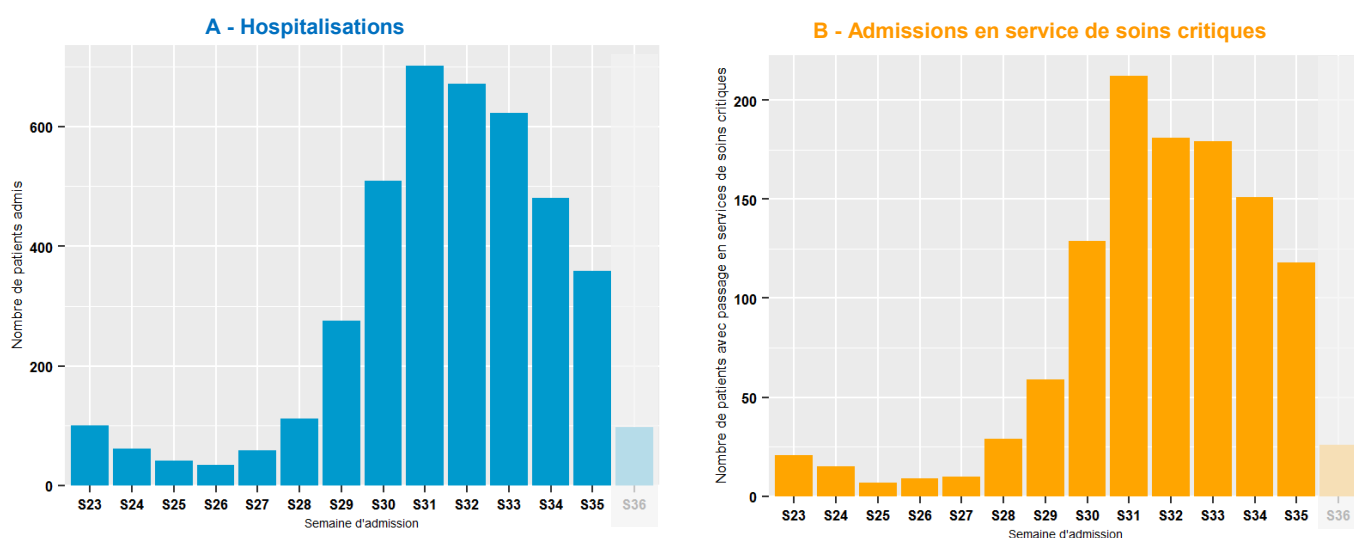 A - Hospitalisations
Nombre de patients admis
600
400
200
0
S23 S24 S25 S26 S27 S28 S29 S30 S31 S32 S33 S34 S35 S36
Semaine d'admission
B - Admissions en service de soins critiques
Nombre de patients avec passage en services de soins critiques
200
150
100
50
0
S23 S24 S25 S26 S27 S28 S29 S30 S31 S32 S33 S34 S35 S36
Semaine d'admission